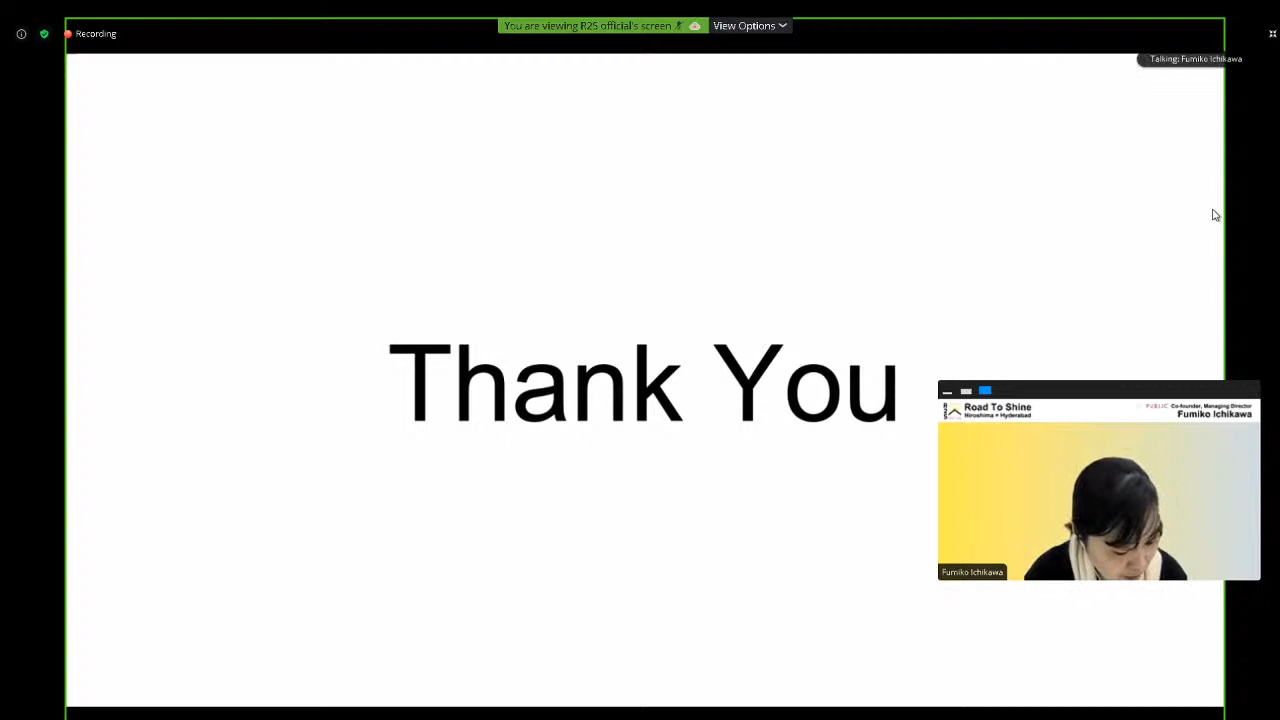 You are viewing R2S official's screen
View Options
Recording
Talking: Fumiko Ichikawa
Thank You
Road To Shine
Hiroshima + Hyderabad
PUBLIC Co-founder, Managing Director
Fumiko Ichikawa
Fumiko Ichikawa